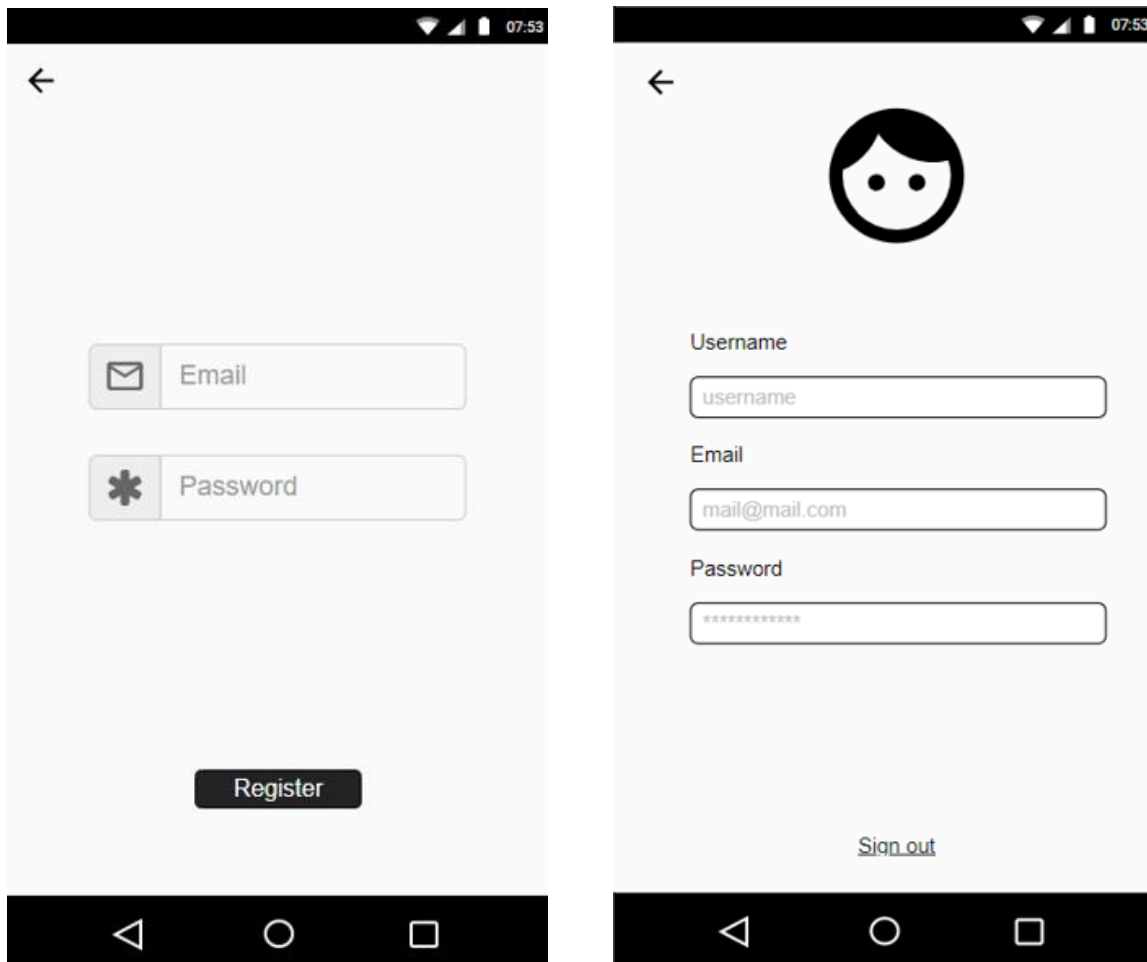 07:53
Email
Password
Register
07:53
Username
username
Email
mail@mail.com
Password
************
Sign out